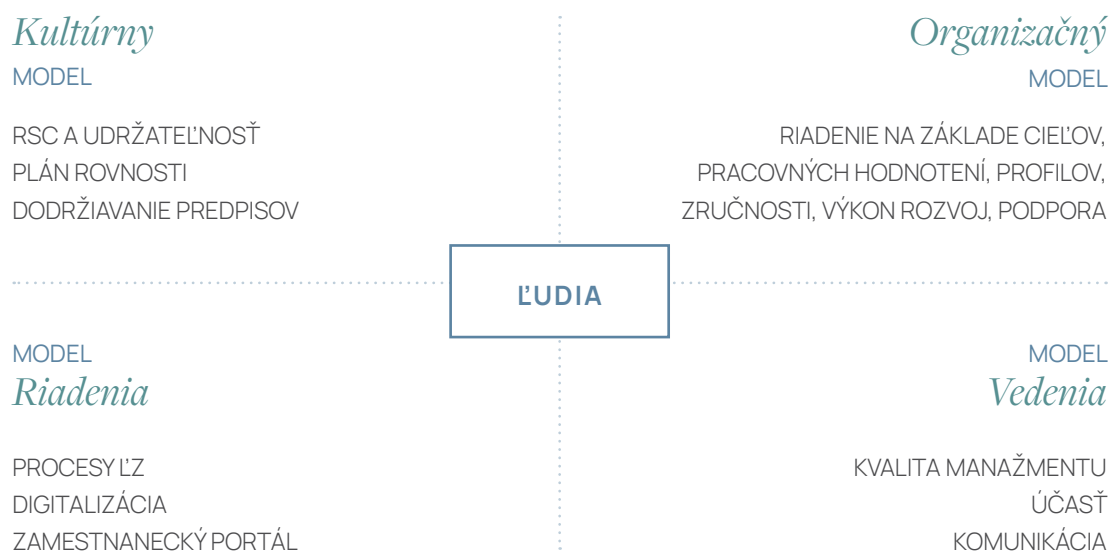 Kultúrny
MODEL
RSC A UDRŽATEĽNOSŤ
PLÁN ROVNOSTI
DODRŽIAVANIE PREDPISOV
Organizačný
MODEL
RIADENIE NA ZÁKLADE CIEĽOV,
PRACOVNÝCH HODNOTENÍ, PROFILOV,
ZRUČNOSTI, VÝKON ROZVOJ, PODPORA
ĽUDIA
MODEL
Riadenia
PROCESY ĽZ
DIGITALIZÁCIA
ZAMESTNANECKÝ PORTÁL
MODEL
Vedenia
KVALITA MANAŽMENTU
ÚČASŤ
KOMUNIKÁCIA